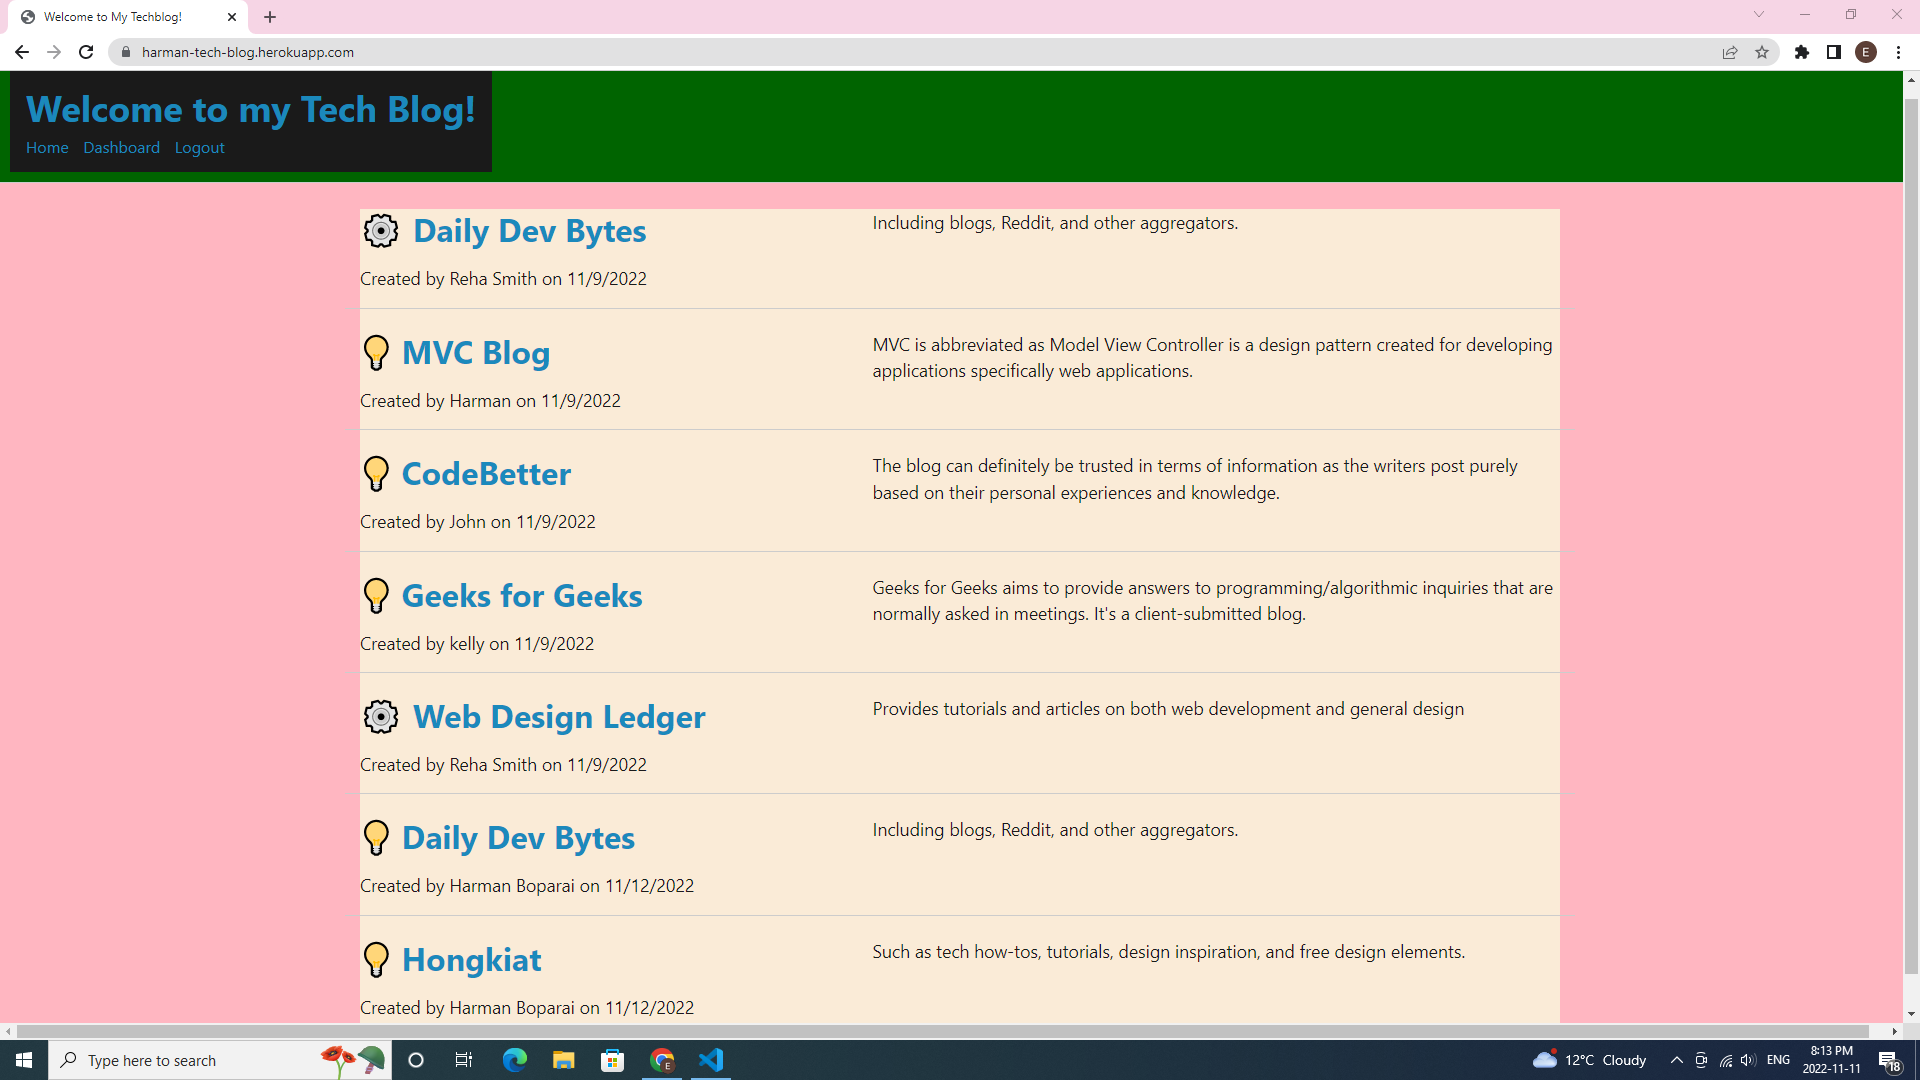 Welcome to My Techblog!
harman-tech-blog.herokuapp.com
E
Welcome to my Tech Blog!
Home Dashboard Logout
Daily Dev Bytes
Including blogs, Reddit, and other aggregators.
Created by Reha Smith on 11/9/2022
MVC Blog
MVC is abbreviated as Model View Controller is a design pattern created for developing
applications specifically web applications.
Created by Harman on 11/9/2022
CodeBetter
The blog can definitely be trusted in terms of information as the writers post purely
based on their personal experiences and knowledge.
Created by John on 11/9/2022
Geeks for Geeks
Geeks for Geeks aims to provide answers to programming/algorithmic inquiries that are
normally asked in meetings. It's a client-submitted blog.
Created by kelly on 11/9/2022
Web Design Ledger
Provides tutorials and articles on both web development and general design
Created by Reha Smith on 11/9/2022
Daily Dev Bytes
Including blogs, Reddit, and other aggregators.
Created by Harman Boparai on 11/12/2022
Hongkiat
Such as tech how-tos, tutorials, design inspiration, and free design elements.
Created by Harman Boparai on 11/12/2022
Type here to search
E
12°C Cloudy
ENG
8:13 PM
2022-11-11
18